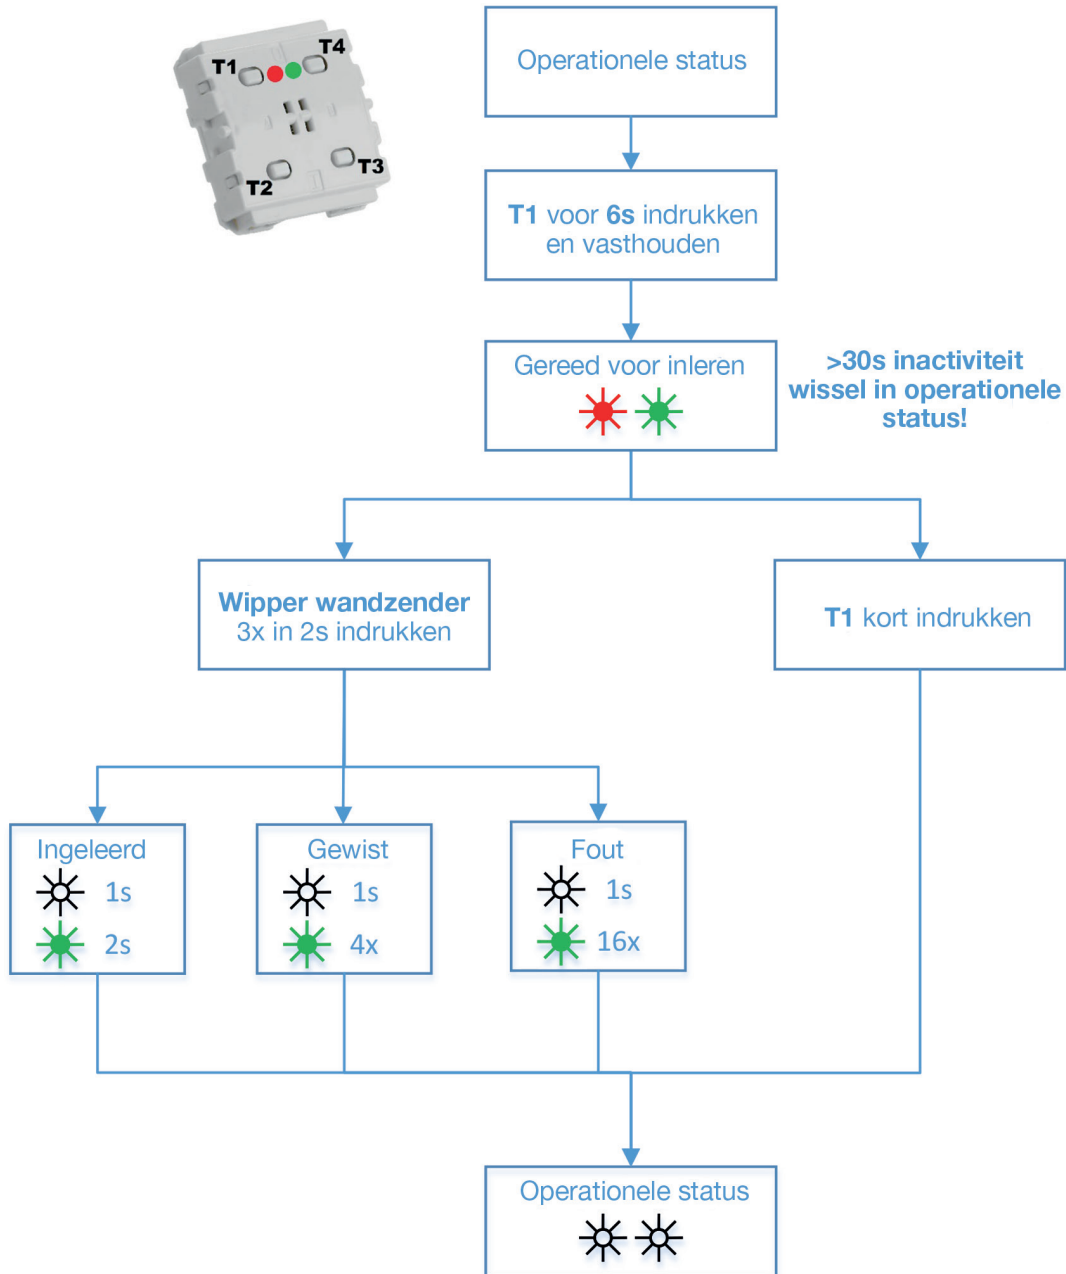 T1
T4
T2
T3
Operationele status
T1 voor 6s indrukken
en vasthouden
Gereed voor inleren
>30s inactiviteit
wissel in operationele
status!
Wipper wandzender
3x in 2s indrukken
T1 kort indrukken
Ingeleerd
1s
2s
Gewist
1s
4x
Fout
1s
16x
Operationele status